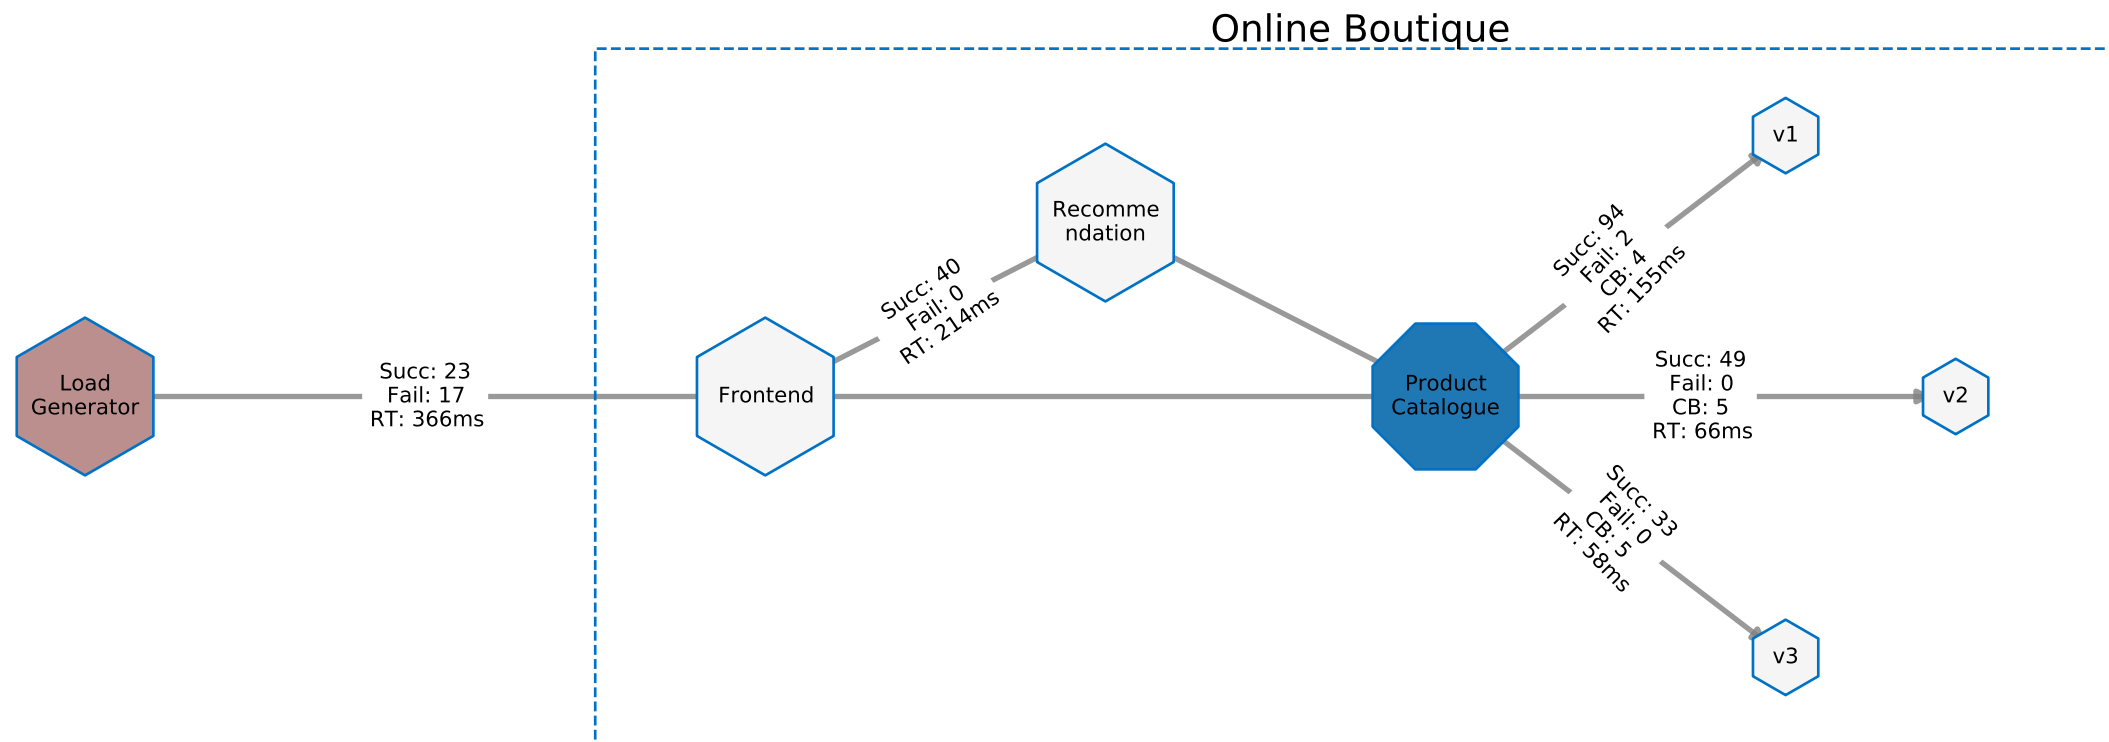 Online Boutique
Load
Generator
Succ: 23
Fail: 17
RT: 366ms
Frontend
Succ: 40
Fail: 0
RT: 214ms
Recomme
ndation
Product
Catalogue
Succ: 94
Fail: 2
CB: 4
RT: 155ms
v1
Succ: 49
Fail: 0
CB: 5
RT: 66ms
v2
Succ: 33
Fail: 0
CB: 5
RT: 58ms
v3